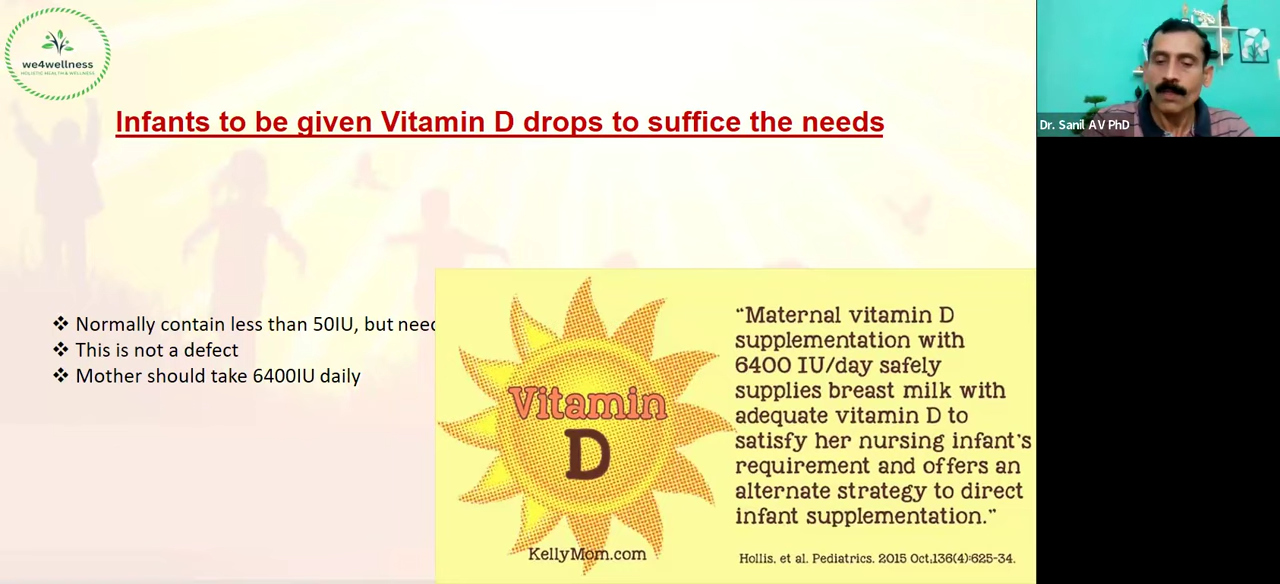 we4wellness
HOLISTIC HEALTH & WELLNESS
Infants to be given Vitamin D drops to suffice the needs
❖ Normally contain less than 50IU, but need
❖ This is not a defect
❖ Mother should take 6400IU daily
Vitamin
D
KellyMom.com
“Maternal vitamin D
supplementation with
6400 IU/day safely
supplies breast milk with
adequate vitamin D to
satisfy her nursing infant's
requirement and offers an
alternate strategy to direct
infant supplementation.”
Hollis, et al. Pediatrics. 2015 Oct;136(4):625-34.
Dr. Sanil A V PhD